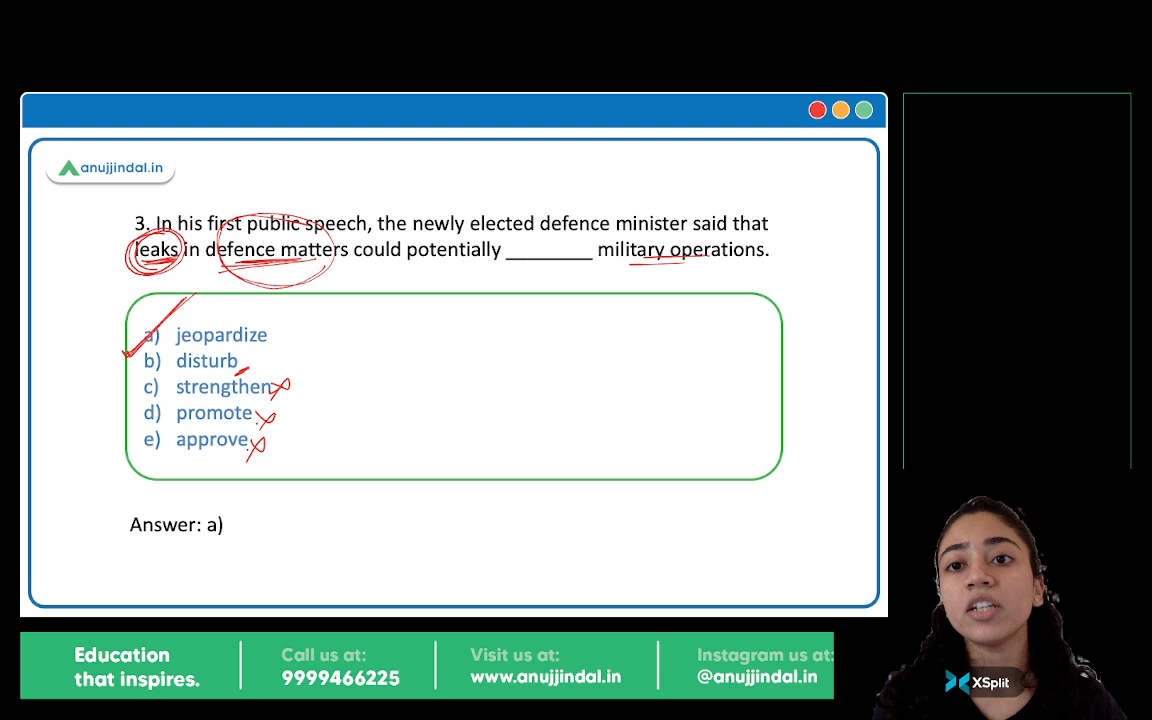 anujjindal.in
3. In his first public speech, the newly elected defence minister said that
leaks in defence matters could potentially ________ military operations.
a) jeopardize
b) disturb
c) strengthen
d) promote
e) approve
Answer: a)
Education
that inspires.
Call us at:
9999466225
Visit us at:
www.anujjindal.in
Instagram us at:
@anujjindal.in
XSplit